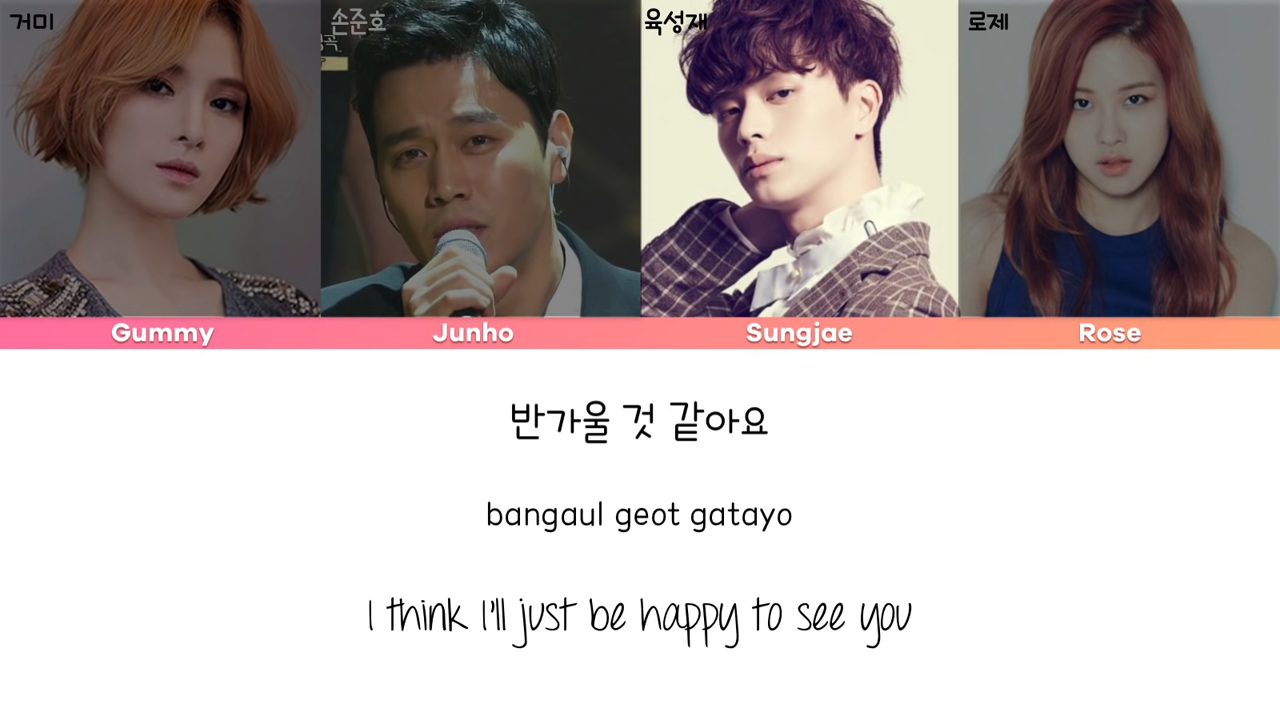 거미
손준호
육성재
로제
Gummy
Junho
Sungjae
Rose
반가울 것 같아요
bangaul geot gatayo
I think I'll just be happy to see you